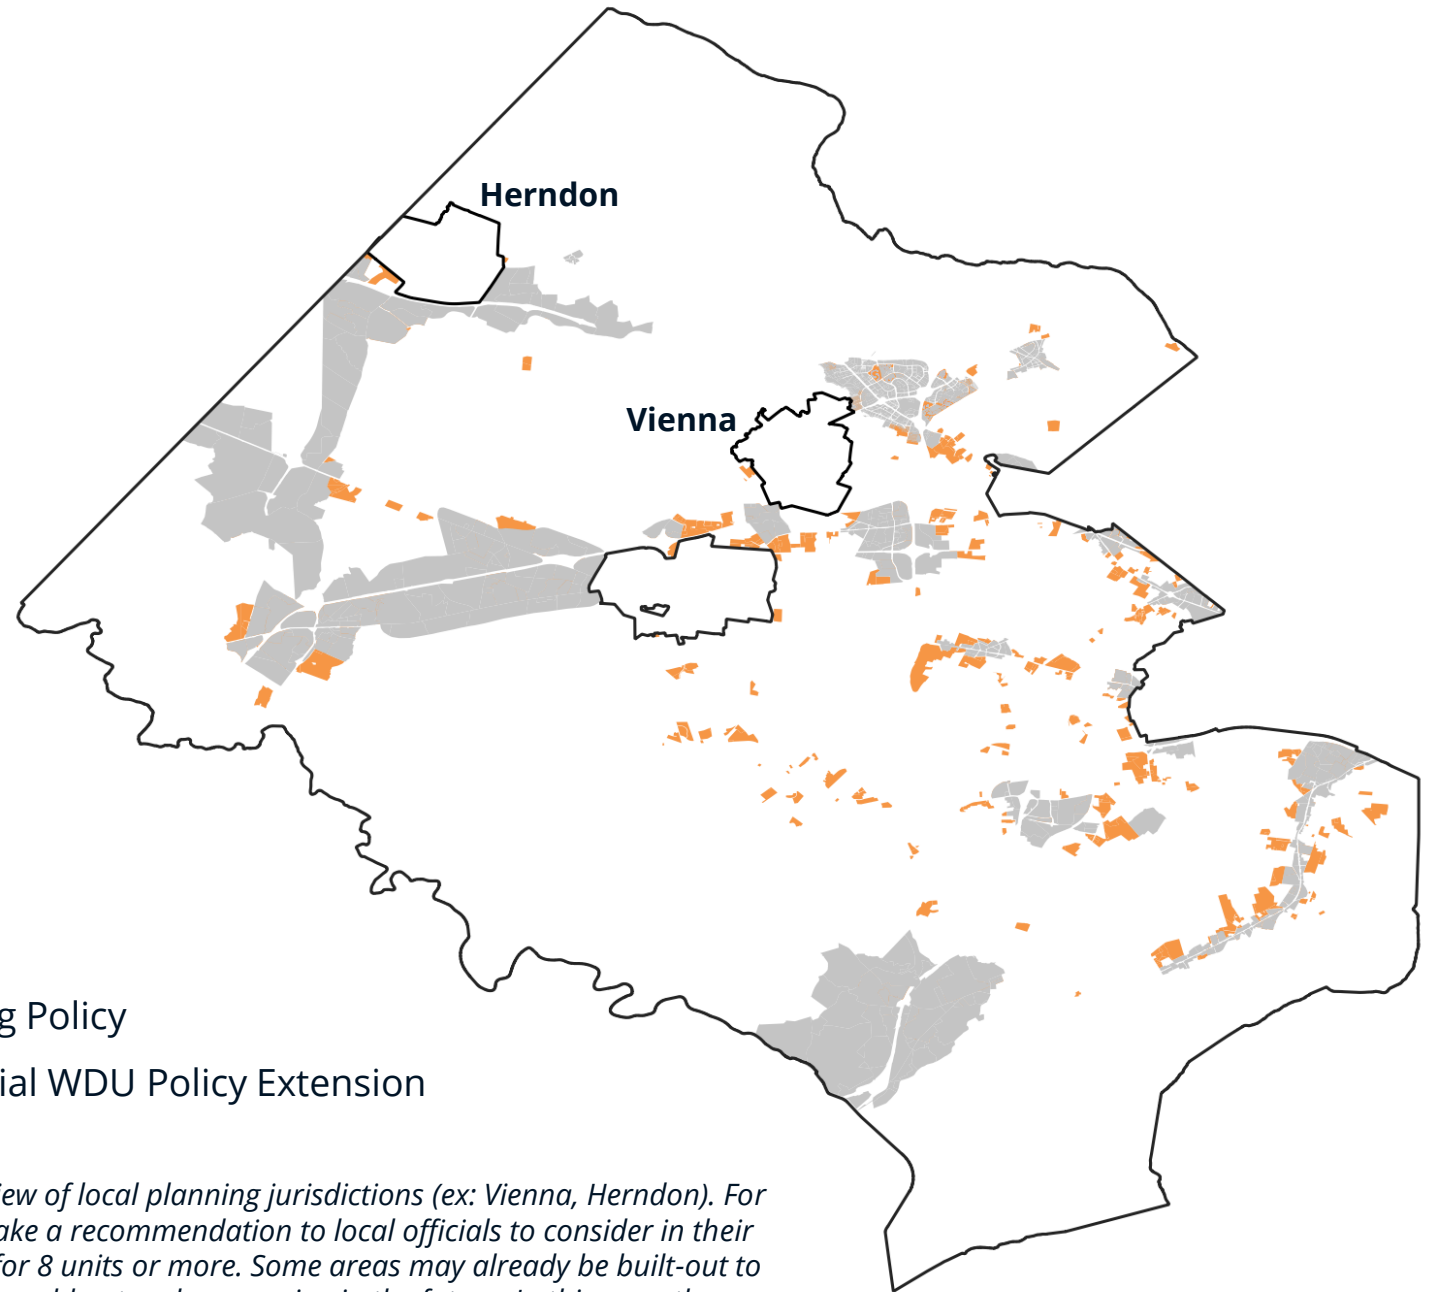 Herndon
Vienna
g Policy
ial WDU Policy Extension
iew of local planning jurisdictions (ex: Vienna, Herndon). For
ake a recommendation to local officials to consider in their
for 8 units or more. Some areas may already be built-out to